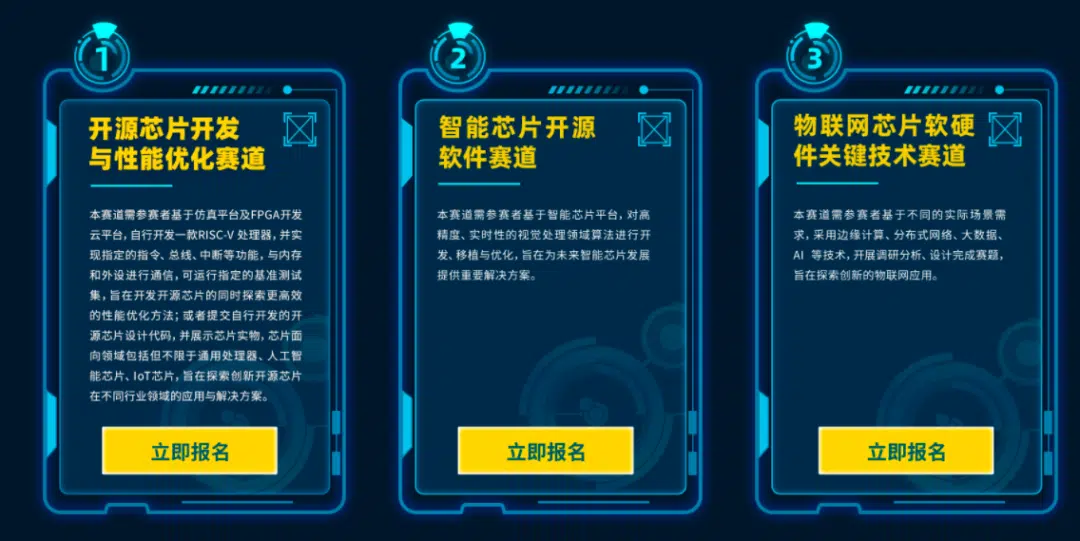 1
开源芯片开发
与性能优化赛道
本赛道需参赛者基于仿真平台及FPGA开发
云平台，自行开发一款RISC-V 处理器，并实
现指定的指令、总线、中断等功能，与内存
和外设进行通信，可运行指定的基准测试
集，旨在开发开源芯片的同时探索更高效
的性能优化方法；或者提交自行开发的开
源芯片设计代码，并展示芯片实物，芯片面
向领域包括但不限于通用处理器、人工智
能芯片、IoT芯片，旨在探索创新开源芯片
在不同行业领域的应用与解决方案。
立即报名
2
智能芯片开源
软件赛道
本赛道需参赛者基于智能芯片平台，对高
精度、实时性的视觉处理领域算法进行开
发、移植与优化，旨在为未来智能芯片发展
提供重要解决方案。
立即报名
3
物联网芯片软硬
件关键技术赛道
本赛道需参赛者基于不同的实际场景需
求，采用边缘计算、分布式网络、大数据、
AI 等技术，开展调研分析、设计完成赛题，
旨在探索创新的物联网应用。
立即报名